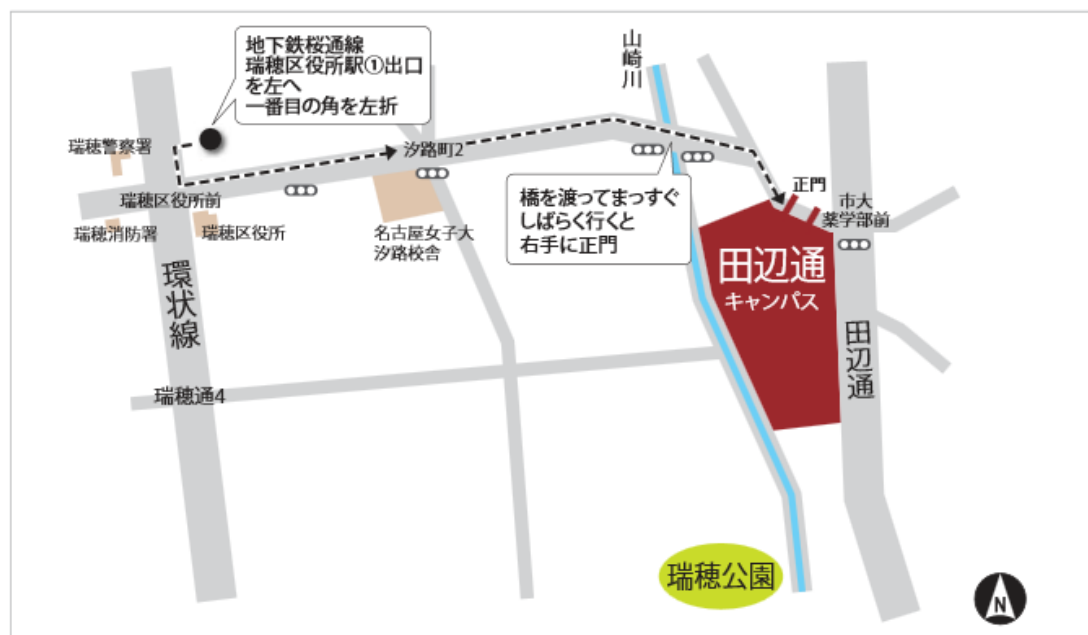 地下鉄桜通線
瑞穂区役所駅①出口
を左へ
一番目の角を左折
山崎川
瑞穂警察署
汐路町2
瑞穂区役所前
瑞穂消防署
瑞穂区役所
名古屋女子大
汐路校舎
橋を渡ってまっすぐ
しばらく行くと
右手に正門
正門
市大
薬学部前
田辺通
キャンパス
環状線
田辺通
瑞穂通4
瑞穂公園
N